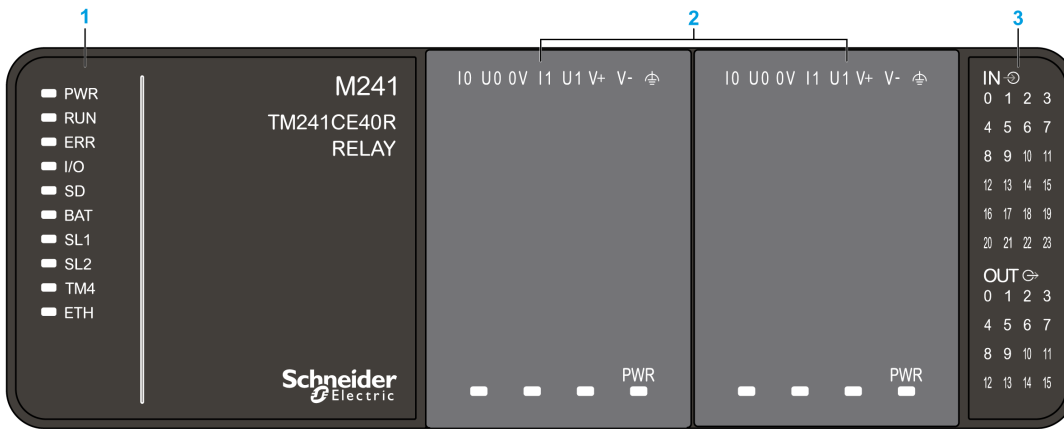 1
2
3
PWR
RUN
ERR
I/O
SD
BAT
SL1
SL2
TM4
ETH
M241
TM241CE40R
RELAY
Schneider
Electric
I0 U0 0V I1 U1 V+ V-
PWR
I0 U0 0V I1 U1 V+ V-
PWR
IN
0 1 2 3
4 5 6 7
8 9 10 11
12 13 14 15
16 17 18 19
20 21 22 23
OUT
0 1 2 3
4 5 6 7
8 9 10 11
12 13 14 15